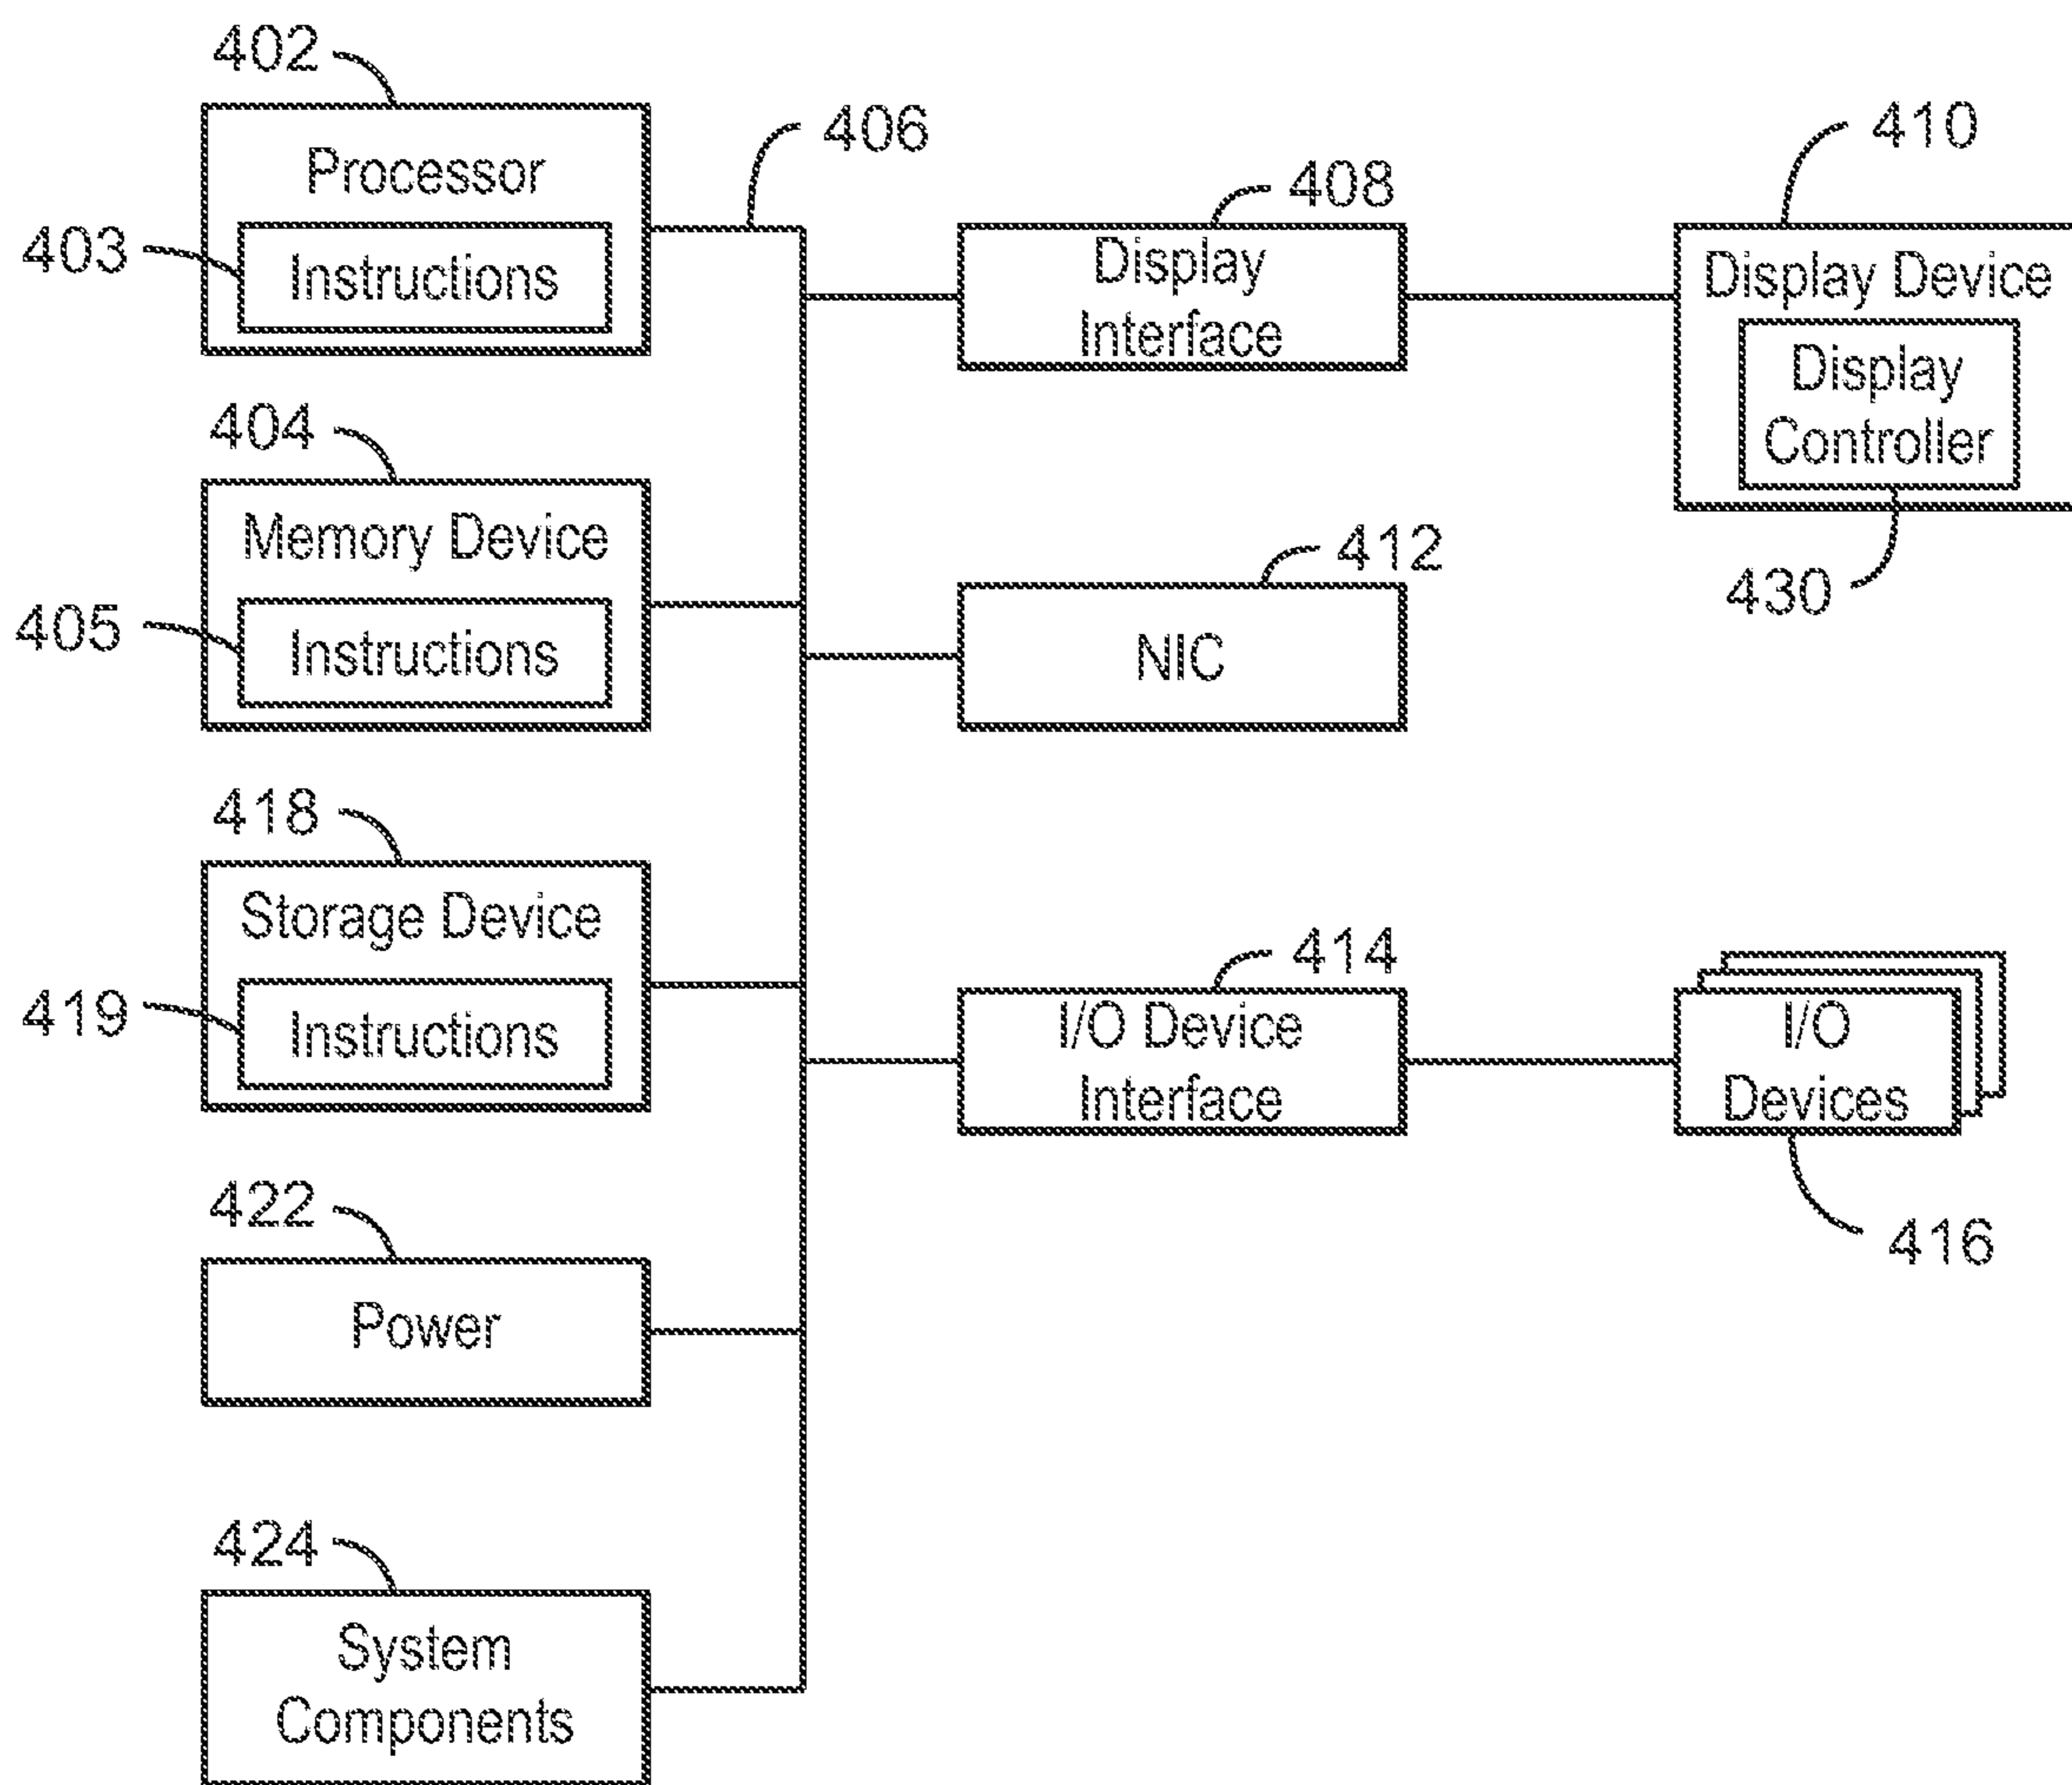 402
Processor
403
Instructions
406
408
Display
Interface
410
Display Device
Display
Controller
430
404
Memory Device
405
Instructions
412
NIC
418
Storage Device
419
Instructions
414
I/O Device
Interface
I/O
Devices
416
422
Power
424
System
Components